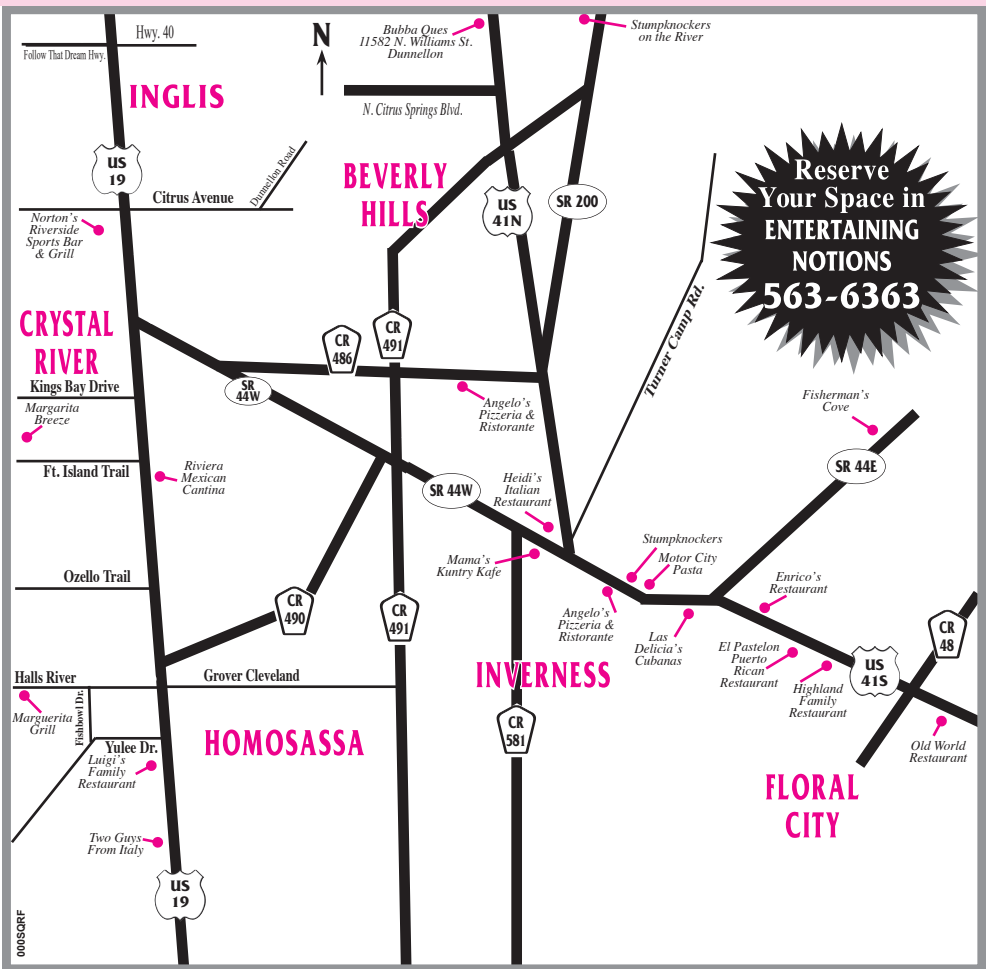 Hwy. 40
Follow That Dream Hwy.
INGLIS
N
Bubba Ques
11582 N. Williams St.
Dunnellon
Stumpknockers
on the River
N. Citrus Springs Blvd.
US
19
Citrus Avenue
Dunnellon Road
Norton's
Riverside
Sports Bar
& Grill
BEVERLY
HILLS
US
41N
SR 200
Reserve
Your Space in
ENTERTAINING
NOTIONS
563-6363
Turner Camp Rd.
CRYSTAL
RIVER
CR
486
CR
491
SR
44W
Kings Bay Drive
Margarita
Breeze
Angelo's
Pizzeria &
Ristorante
Fisherman's
Cove
Ft. Island Trail
Riviera
Mexican
Cantina
SR 44W
Heidi's
Italian
Restaurant
SR 44E
Mama's
Kuntry Kafe
Stumpknockers
Motor City
Pasta
Ozello Trail
CR
490
CR
491
Angelo's
Pizzeria &
Ristorante
Las
Delicia's
Cubanas
Enrico's
Restaurant
El Pastelon
Puerto
Rican
Restaurant
Highland
Family
Restaurant
US
41S
CR
48
Halls River
Grover Cleveland
INVERNESS
Marguerita
Grill
Fishbowl Dr.
Yulee Dr.
HOMOSASSA
CR
581
Old World
Restaurant
Luigi's
Family
Restaurant
FLORAL
CITY
Two Guys
From Italy
US
19
000SQRF